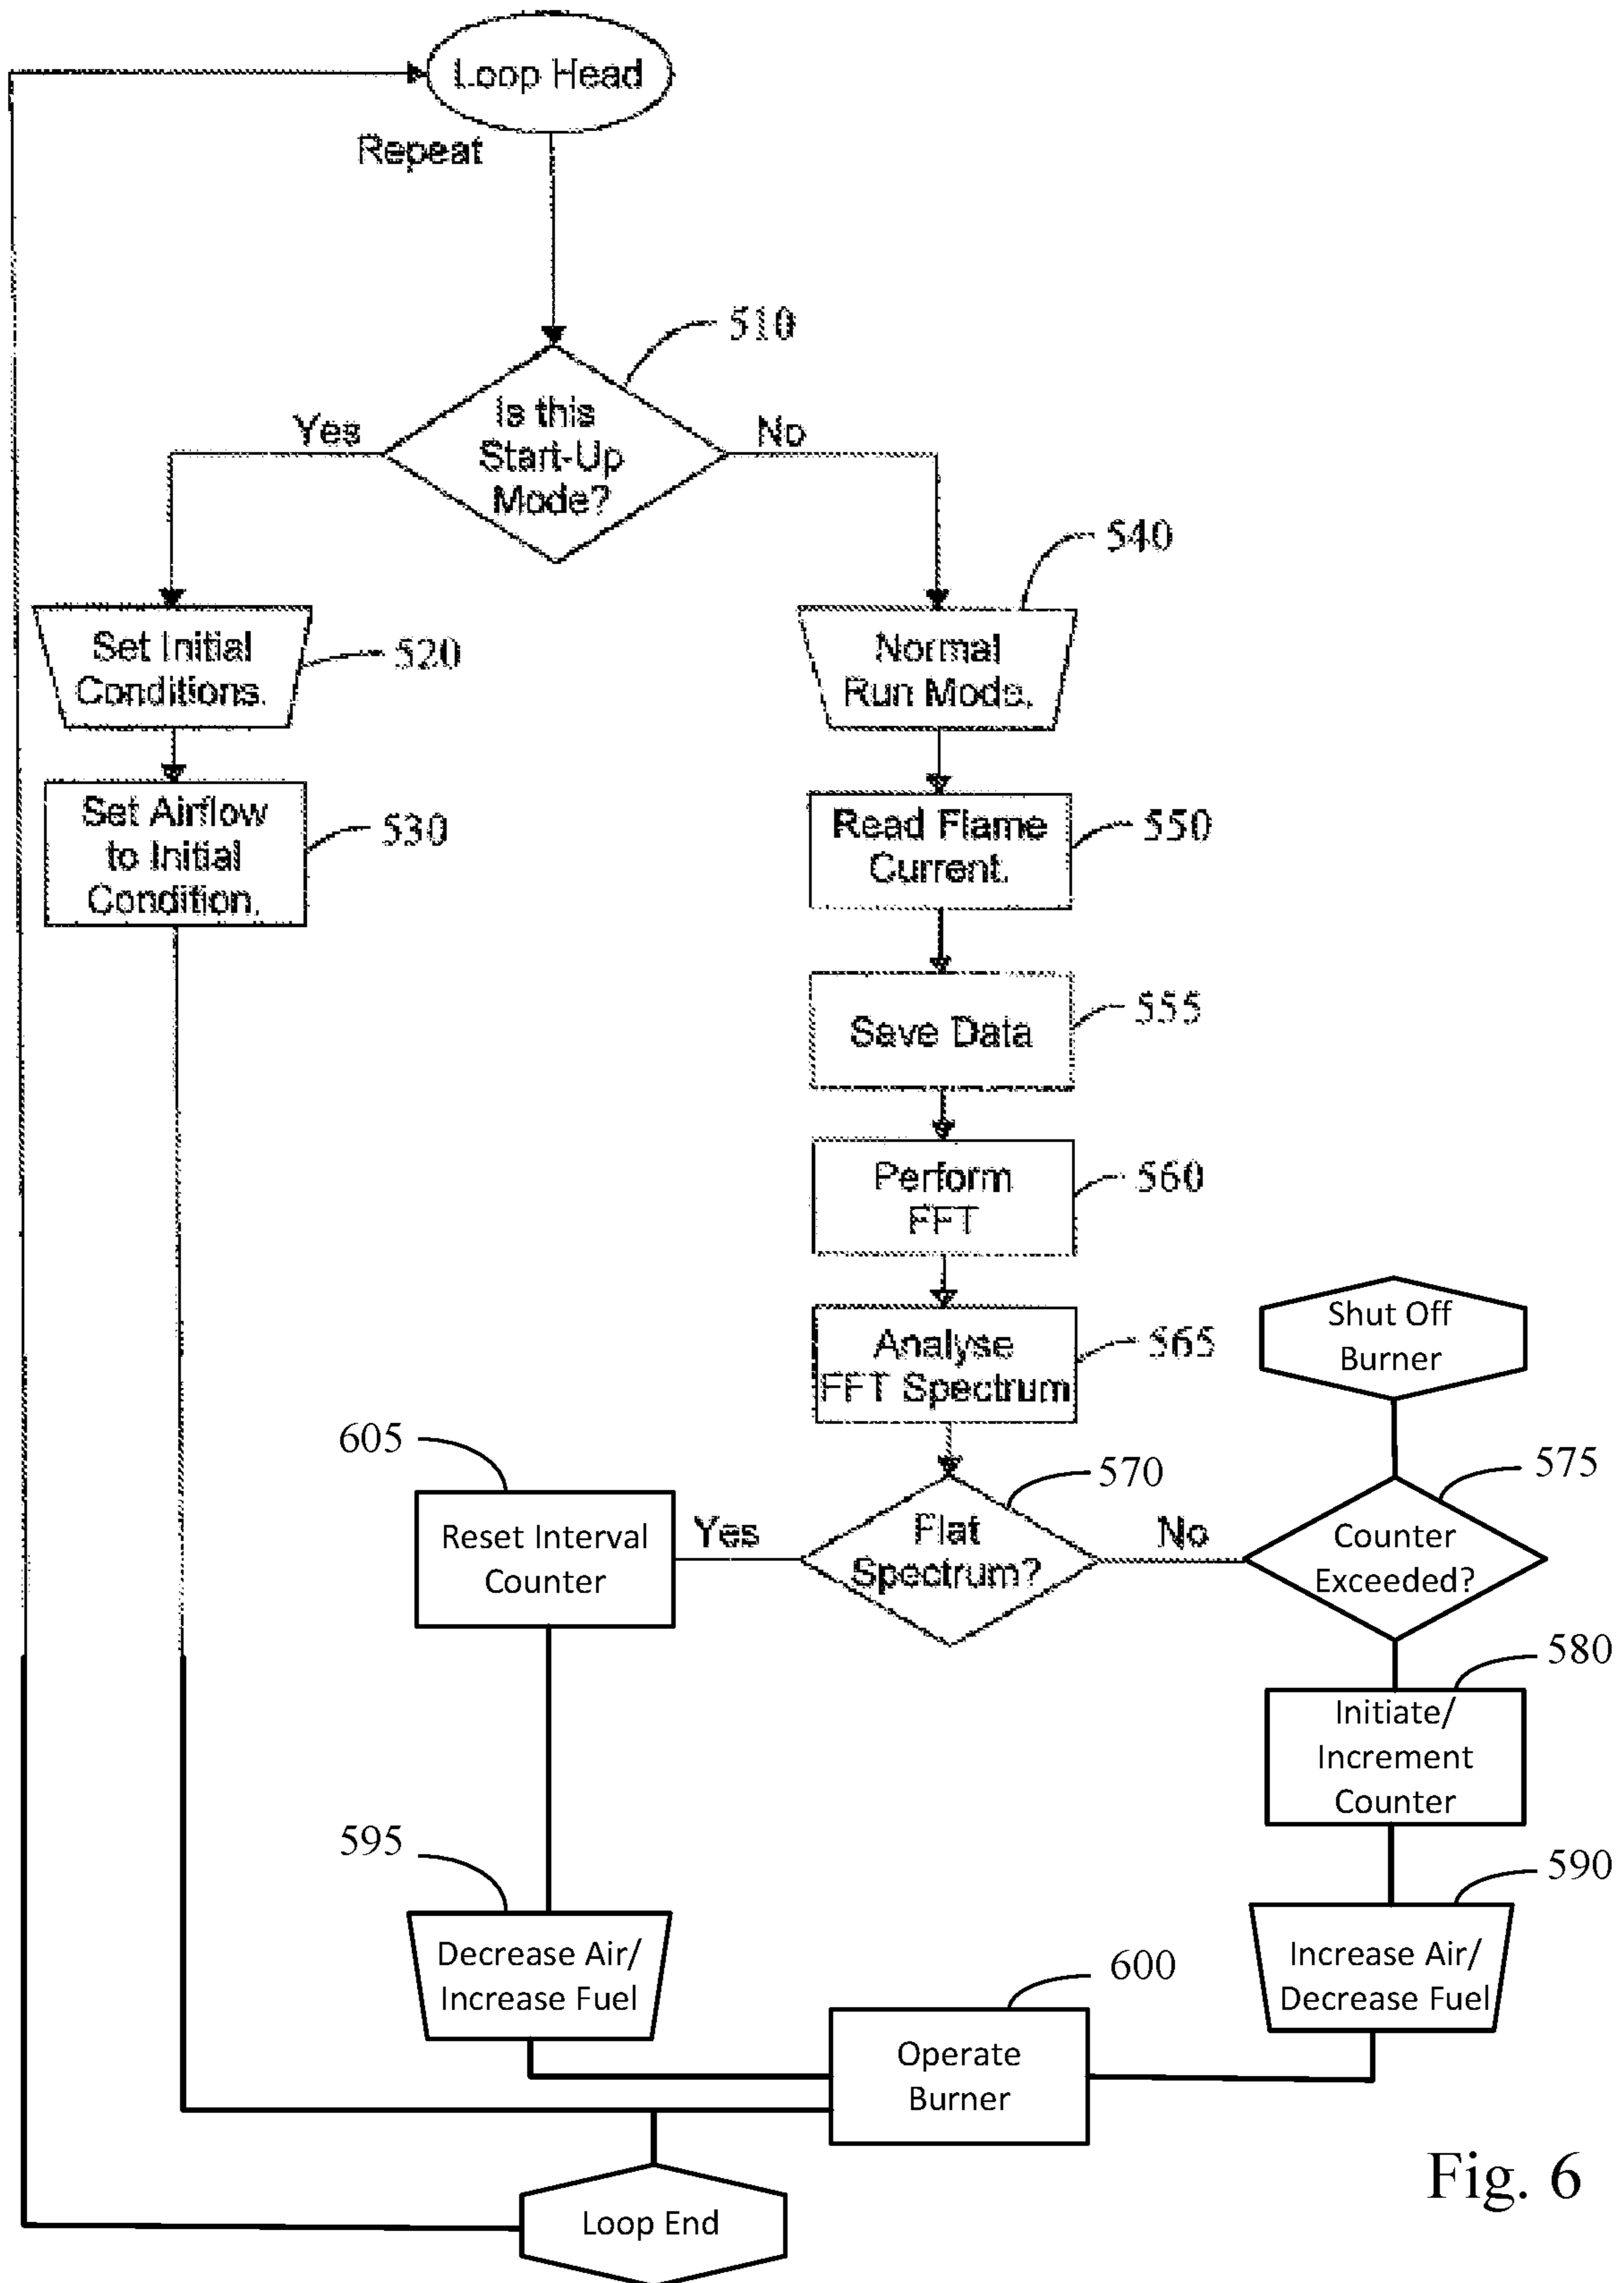 Loop Head
Repeat
510
Is this
Start-Up
Mode?
Yes
No
540
Set Initial
Conditions.
520
Normal
Run Mode.
Set Airflow
to Initial
Condition.
530
Read Flame
Current.
550
Save Data
555
Perform
FFT
560
Analyse
FFT Spectrum
565
Shut Off
Burner
605
570
575
Reset Interval
Counter
Yes
Flat
Spectrum?
No
Counter
Exceeded?
580
Initiate/
Increment
Counter
595
590
Decrease Air/
Increase Fuel
600
Increase Air/
Decrease Fuel
Operate
Burner
Loop End
Fig. 6